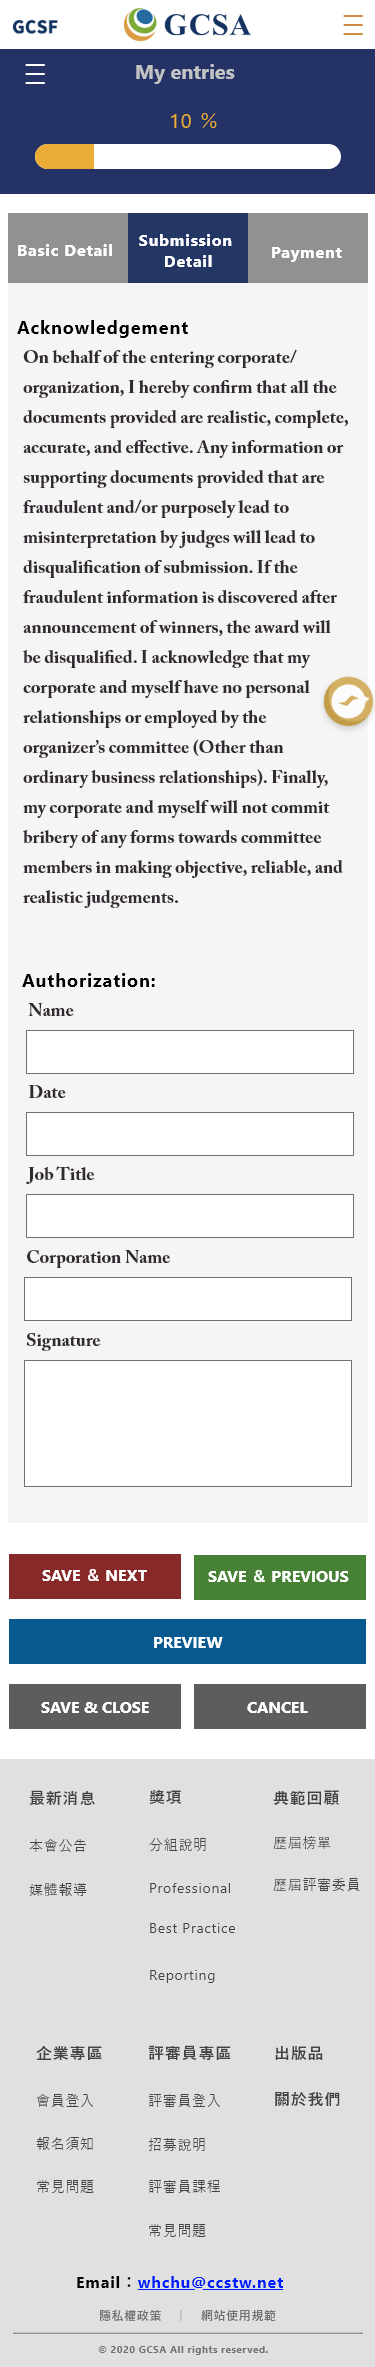 GCSF
GCSA
My entries
10 %
Basic Detail
Submission
Detail
Payment
Acknowledgement
On behalf of the entering corporate/
organization, I hereby confirm that all the
documents provided are realistic, complete,
accurate, and effective. Any information or
supporting documents provided that are
fraudulent and/or purposely lead to
misinterpretation by judges will lead to
disqualification of submission. If the
fraudulent information is discovered after
announcement of winners, the award will
be disqualified. I acknowledge that my
corporate and myself have no personal
relationships or employed by the
organizer’s committee (Other than
ordinary business relationships). Finally,
my corporate and myself will not commit
bribery of any forms towards committee
members in making objective, reliable, and
realistic judgements.
Authorization:
Name
Date
Job Title
Corporation Name
Signature
SAVE & NEXT
SAVE & PREVIOUS
PREVIEW
SAVE & CLOSE
CANCEL
最新消息
本會公告
媒體報導
獎項
分組說明
Professional
Best Practice
Reporting
典範回顧
歷屆榜單
歷屆評審委員
企業專區
會員登入
報名須知
常見問題
評審員專區
評審員登入
招募說明
評審員課程
常見問題
出版品
關於我們
Email：whchu@ccstw.net
隱私權政策 | 網站使用規範
© 2020 GCSA All rights reserved.